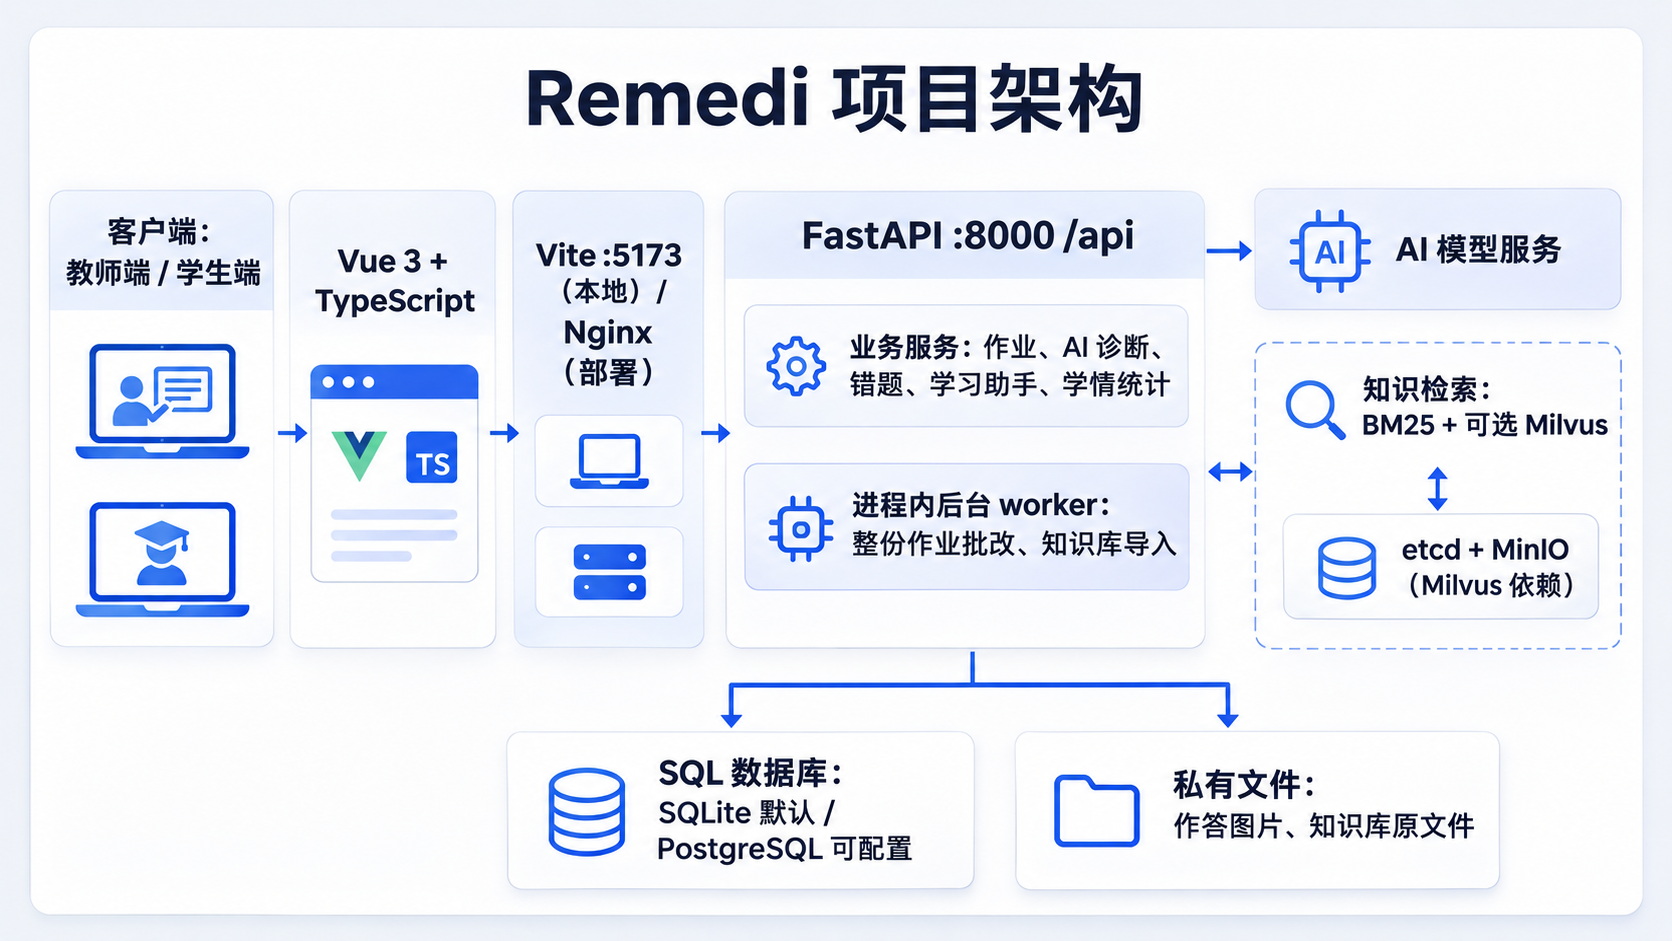 Remedi 项目架构
客户端：
教师端 / 学生端
Vue 3 +
TypeScript
TS
Vite :5173
（本地）/
Nginx
（部署）
FastAPI :8000 /api
业务服务：作业、AI 诊断、
错题、学习助手、学情统计
进程内后台 worker：
整份作业批改、知识库导入
AI
AI 模型服务
知识检索：
BM25 + 可选 Milvus
etcd + MinIO
（Milvus 依赖）
SQL 数据库：
SQLite 默认 /
PostgreSQL 可配置
私有文件：
作答图片、知识库原文件